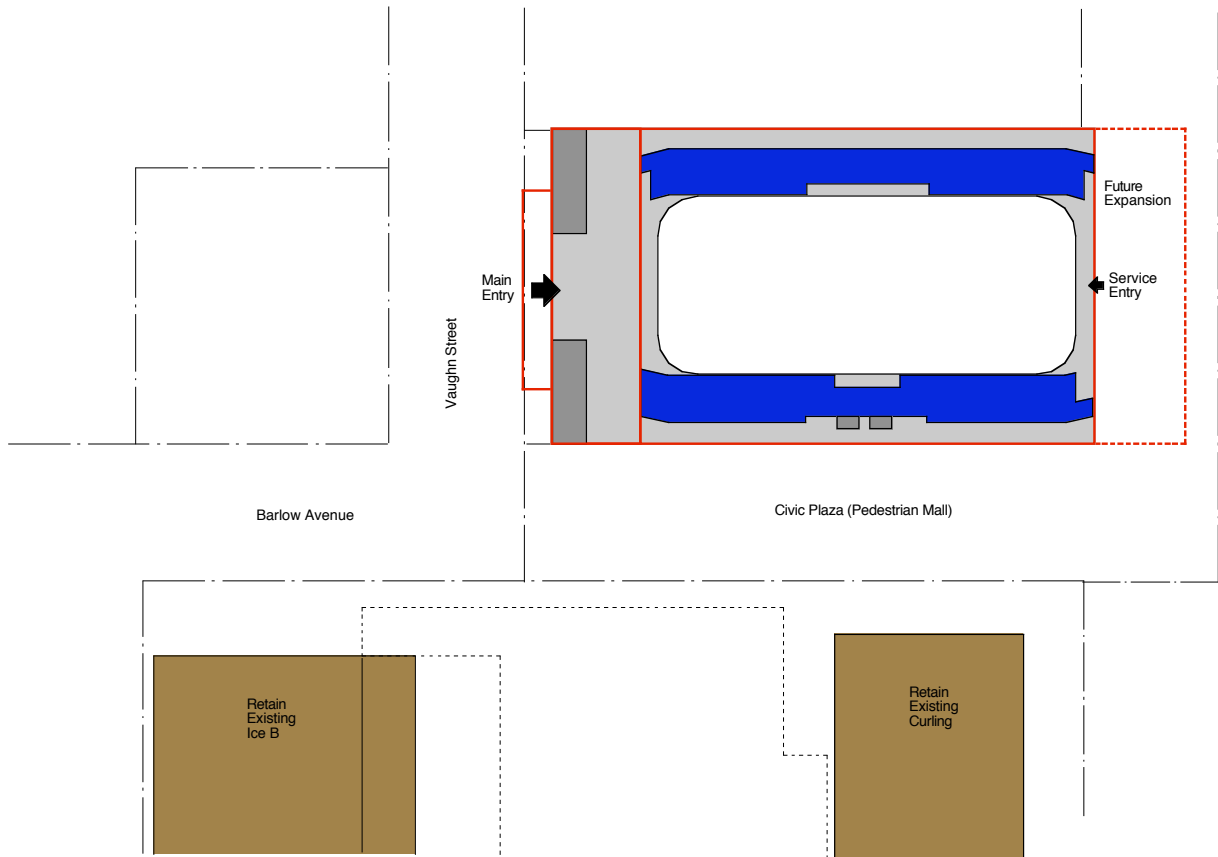 Future
Expansion
Main
Entry
Service
Entry
Vaughn Street
Barlow Avenue
Civic Plaza (Pedestrian Mall)
Retain
Existing
Ice B
Retain
Existing
Curling